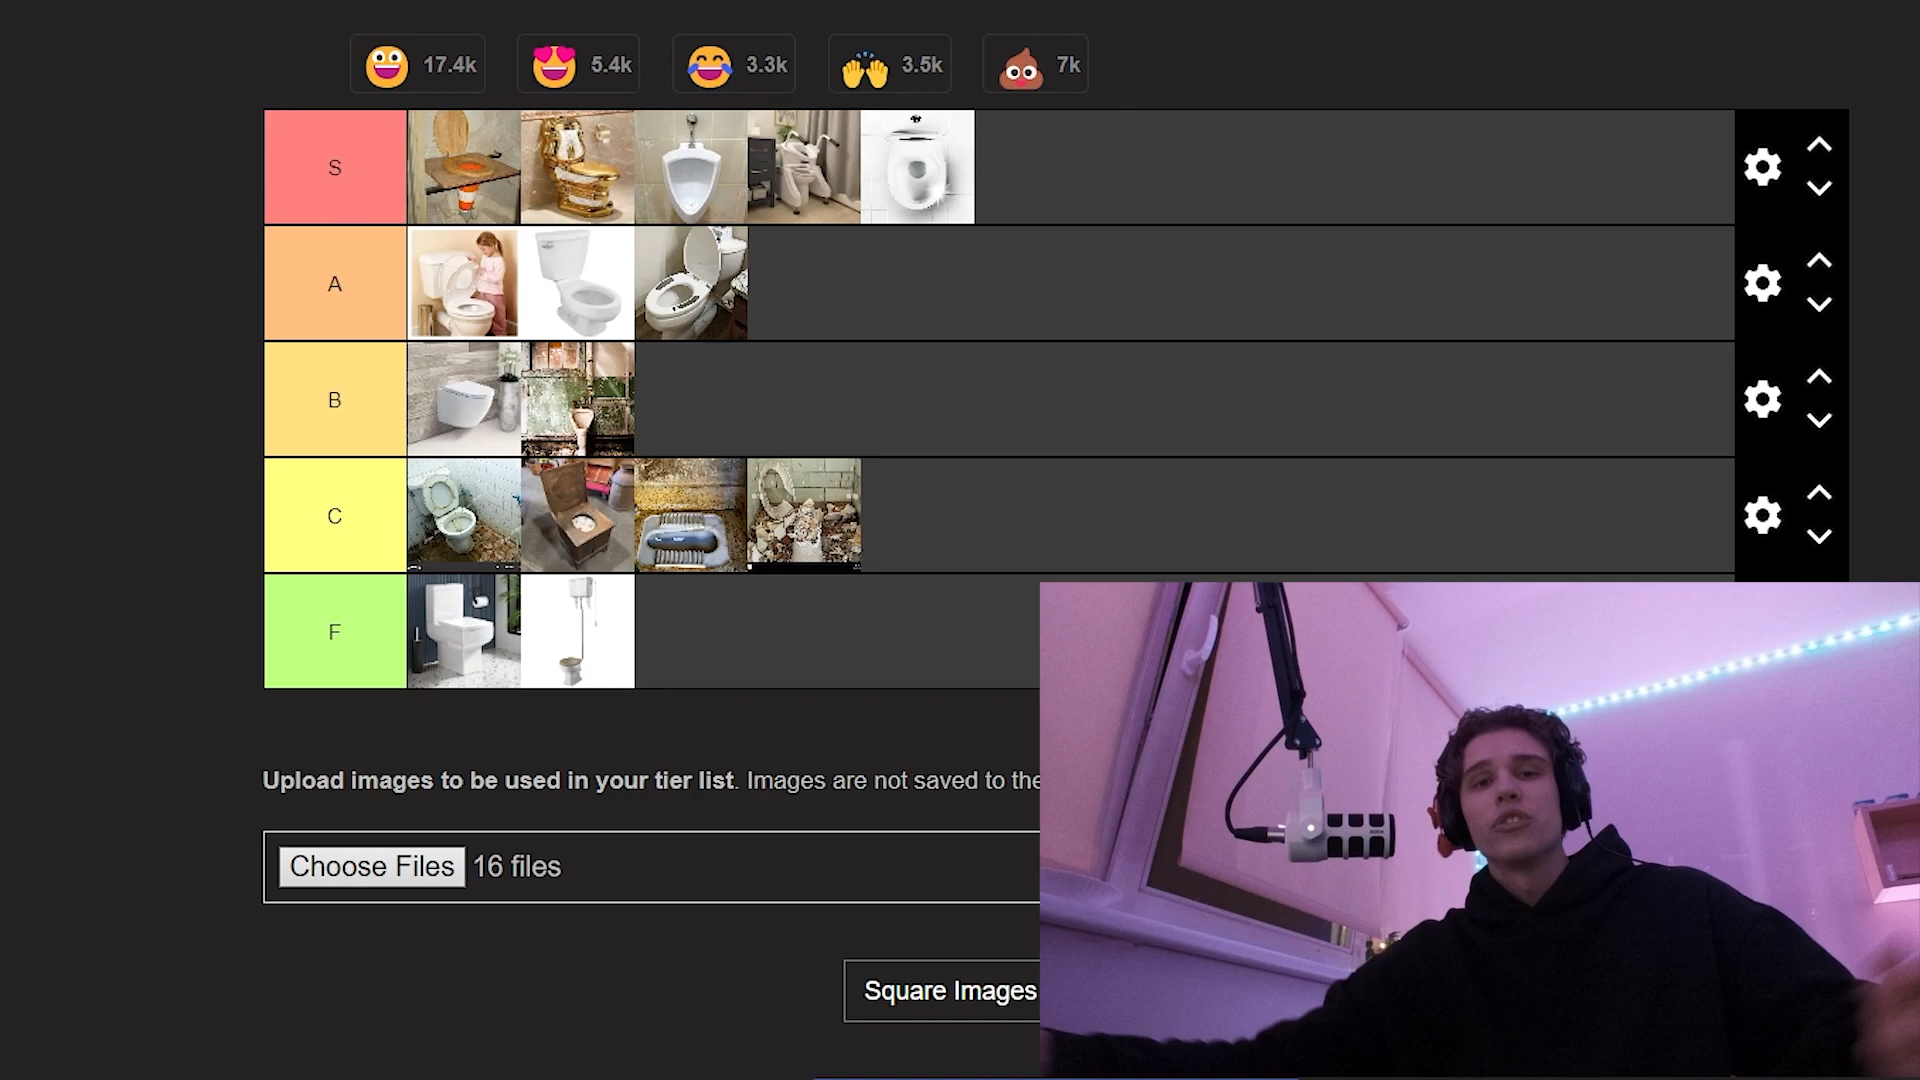 17.4k 5.4k 3.3k 3.5k 7k
S
A
B
C
F
Upload images to be used in your tier list. Images are not saved to the
Choose Files 16 files
Square Images